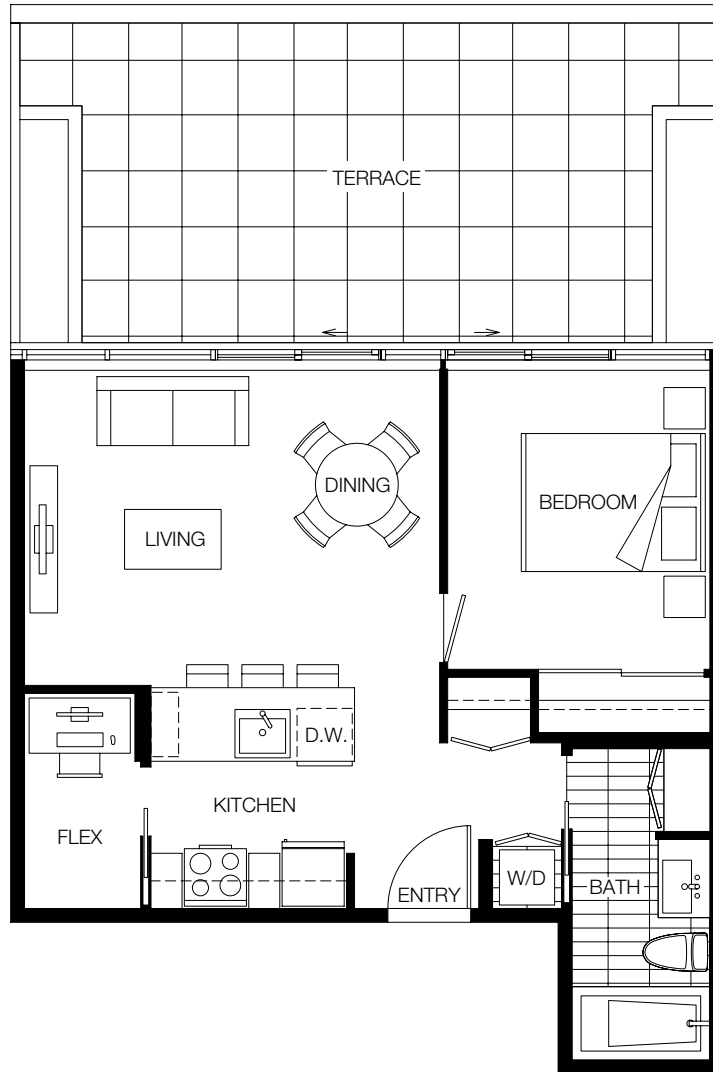 TERRACE
DINING
BEDROOM
LIVING
D.W.
KITCHEN
FLEX
W/D
BATH
ENTRY